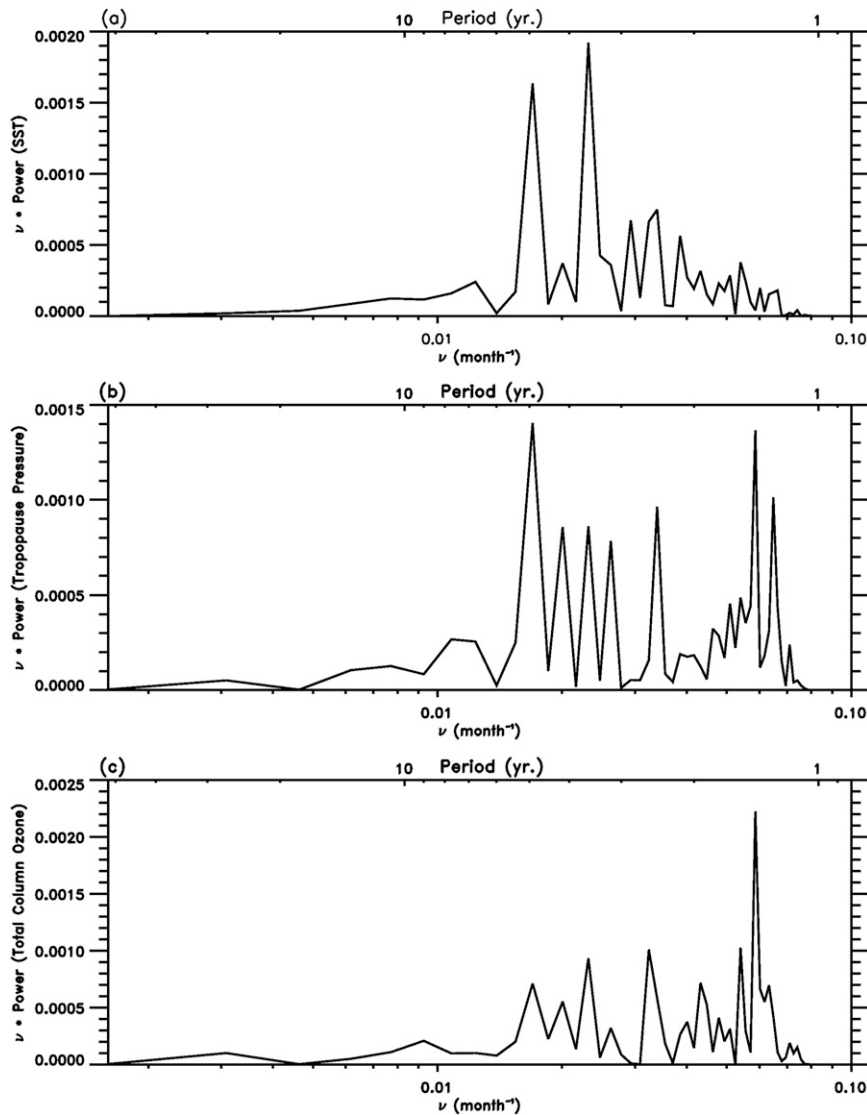 (a)
10 Period (yr.) 1
0.0020
0.0015
0.0010
0.0005
0.0000
ν * Power (SST)
0.01 0.10
ν (month⁻¹)
(b)
10 Period (yr.) 1
0.0015
0.0010
0.0005
0.0000
ν * Power (Tropopause Pressure)
0.01 0.10
ν (month⁻¹)
(c)
10 Period (yr.) 1
0.0025
0.0020
0.0015
0.0010
0.0005
0.0000
ν * Power (Total Column Ozone)
0.01 0.10
ν (month⁻¹)